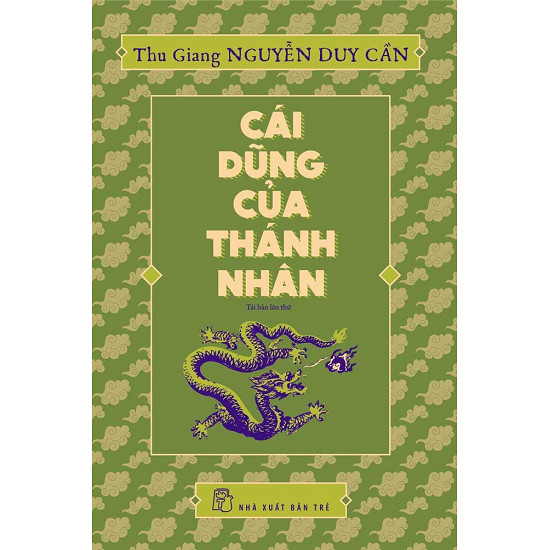 Thu Giang NGUYỄN DUY CẦN
CÁI
DŨNG
CỦA
THÁNH
NHÂN
Tái bản lần thứ
NHÀ XUẤT BẢN TRẺ